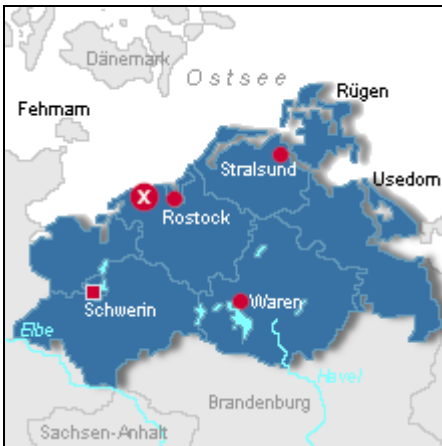 Dänemark
Ostsee
Rügen
Fehmarn
Stralsund
Usedom
X
Rostock
Waren
Schwerin
Elbe
Havel
Brandenburg
Sachsen-Anhalt